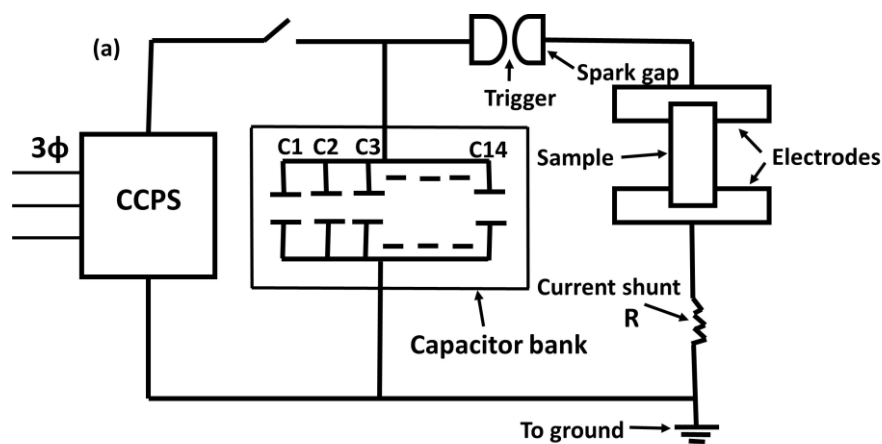 (a)
Spark gap
Trigger
3ϕ
C1 C2 C3 C14
Sample
Electrodes
CCPS
Current shunt
R
Capacitor bank
To ground